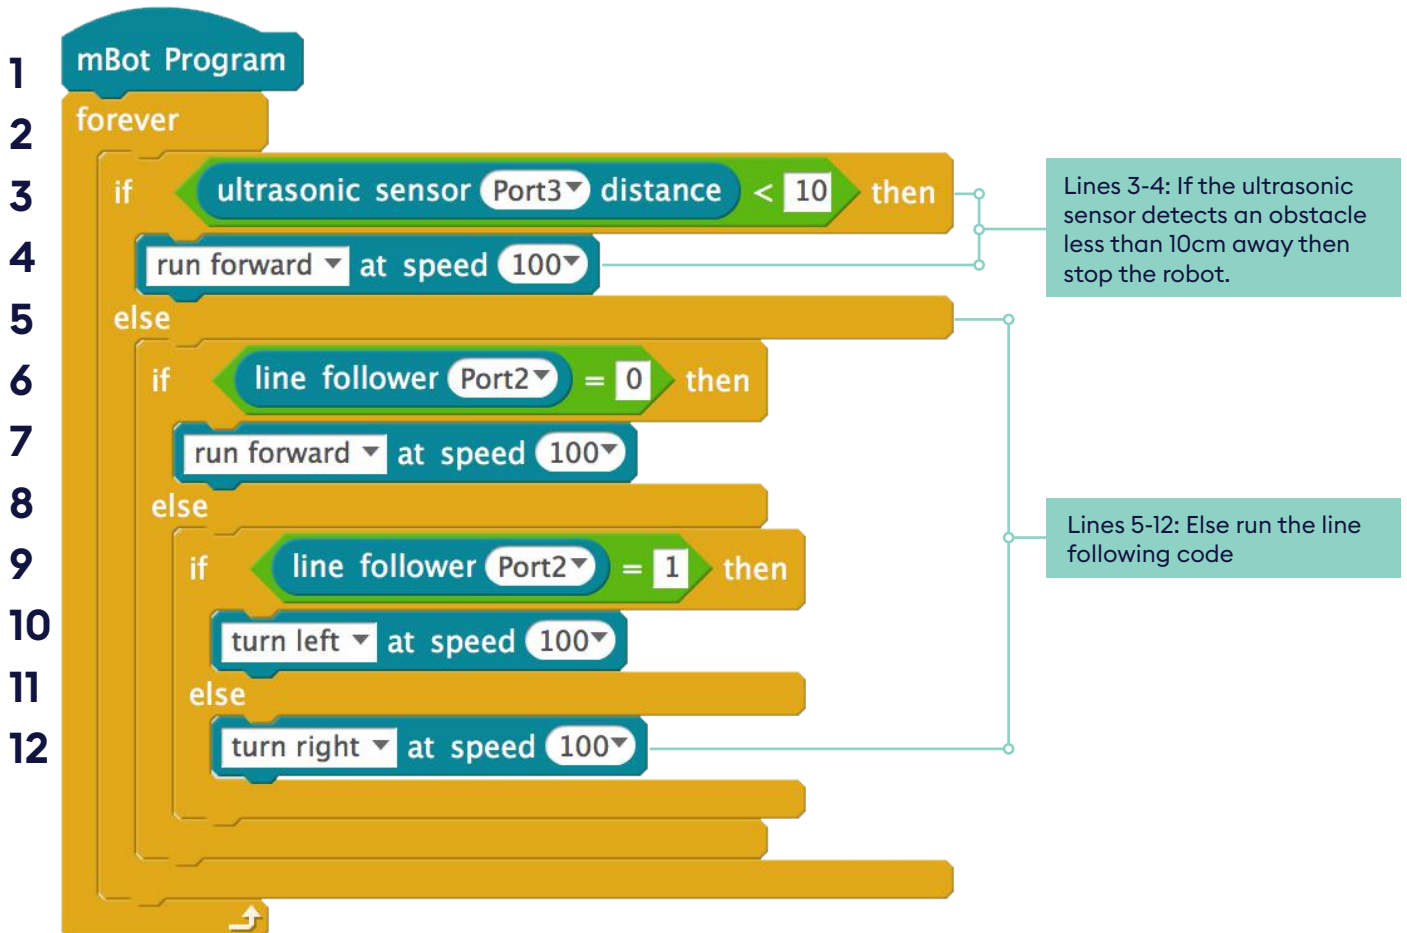 1
mBot Program
2
forever
3
if ultrasonic sensor Port3 distance < 10 then
4
run forward at speed 100
5
else
6
if line follower Port2 = 0 then
7
run forward at speed 100
8
else
9
if line follower Port2 = 1 then
10
turn left at speed 100
11
else
12
turn right at speed 100
Lines 3-4: If the ultrasonic
sensor detects an obstacle
less than 10cm away then
stop the robot.
Lines 5-12: Else run the line
following code